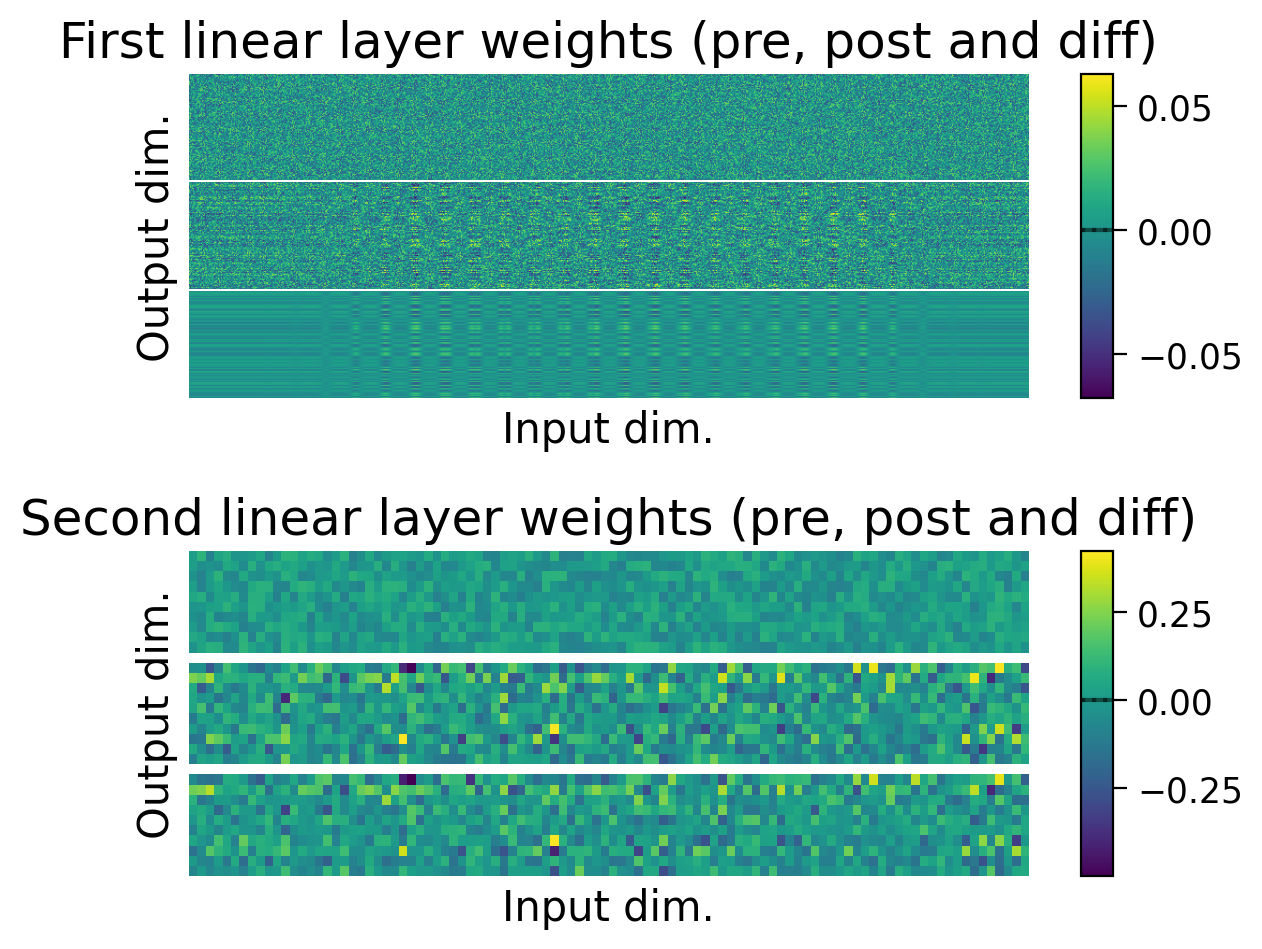 First linear layer weights (pre, post and diff)
Output dim.
0.05
0.00
−0.05
Input dim.
Second linear layer weights (pre, post and diff)
Output dim.
0.25
0.00
−0.25
Input dim.